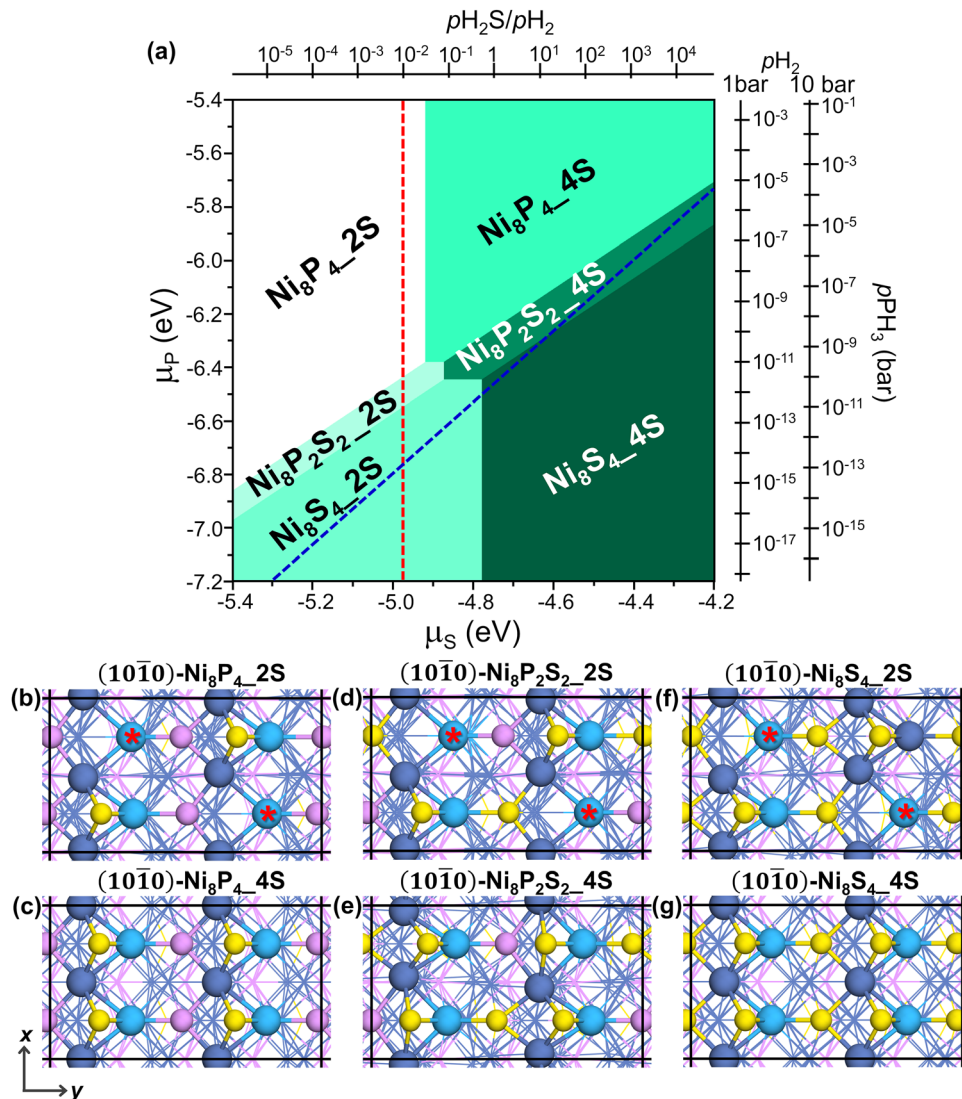 pH₂S/pH₂
(a)
10⁻⁵ 10⁻⁴ 10⁻³ 10⁻² 10⁻¹ 1 10¹ 10² 10³ 10⁴
pH₂
1bar 10 bar
-5.4
-5.6
-5.8
-6.0
-6.2
-6.4
-6.6
-6.8
-7.0
-7.2
μP (eV)
Ni₈P₄_2S
Ni₈P₄_4S
Ni₈P₂S₂_4S
Ni₈P₂S₂_2S
Ni₈S₄_2S
Ni₈S₄_4S
10⁻³
10⁻⁵
10⁻⁷
10⁻⁹
10⁻¹¹
10⁻¹³
10⁻¹⁵
10⁻¹⁷
10⁻¹
10⁻³
10⁻⁵
10⁻⁷
10⁻⁹
10⁻¹¹
10⁻¹³
10⁻¹⁵
pPH₃ (bar)
-5.4 -5.2 -5.0 -4.8 -4.6 -4.4 -4.2
μS (eV)
(101̅0)-Ni₈P₄_2S (101̅0)-Ni₈P₂S₂_2S (101̅0)-Ni₈S₄_2S
(b) (d) (f)
* * *
* * *
(101̅0)-Ni₈P₄_4S (101̅0)-Ni₈P₂S₂_4S (101̅0)-Ni₈S₄_4S
(c) (e) (g)
x
y